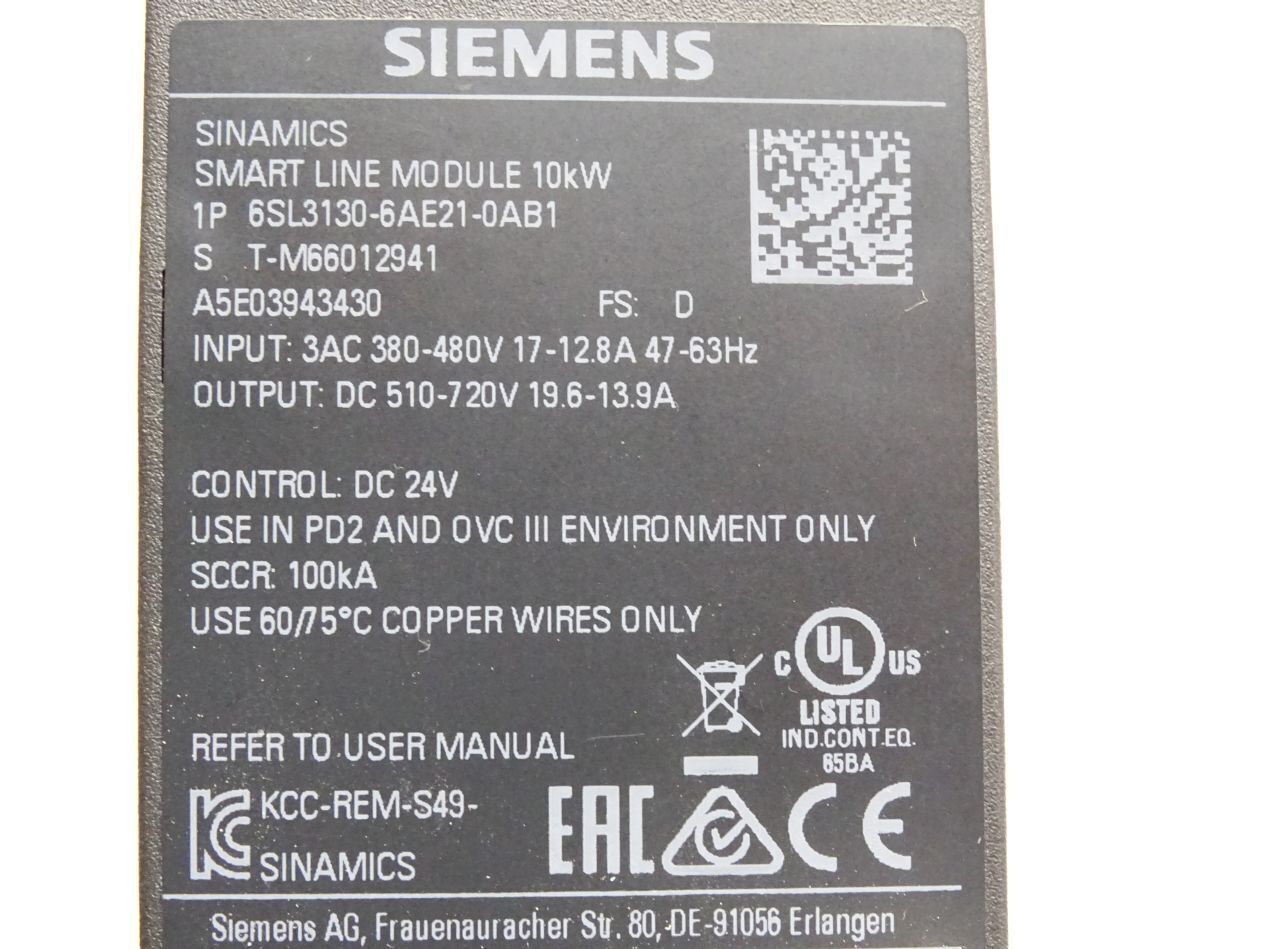 SIEMENS
SINAMICS
SMART LINE MODULE 10kW
1P 6SL3130-6AE21-0AB1
S T-M66012941
A5E03943430 FS: D
INPUT: 3AC 380-480V 17-12.8A 47-63Hz
OUTPUT: DC 510-720V 19.6-13.9A
CONTROL: DC 24V
USE IN PD2 AND OVC III ENVIRONMENT ONLY
SCCR: 100kA
USE 60/75°C COPPER WIRES ONLY
C UL US
LISTED
IND.CONT.EQ.
65BA
REFER TO USER MANUAL
KC KCC-REM-S49-
SINAMICS
EAC CE
Siemens AG, Frauenauracher Str. 80, DE-91056 Erlangen